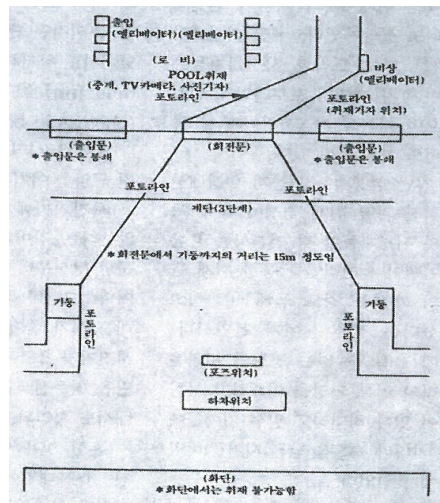 출입
(엘리베이터)(엘리베이터)
(로 비)
POOL취재
(중계, TV카메라, 사진기자)
포토라인
비상
(엘리베이터)
포토라인
(취재기자 위치)
(출입문)
*출입문은 봉쇄
(회전문)
(출입문)
*출입문은 봉쇄
포토라인
포토라인
계단(3단째)
*회전문에서 기둥까지의 거리는 15m 정도임
기둥
기둥
포토라인
포토라인
(포즈위치)
하차위치
(화단)
*화단에서는 취재 불가능함